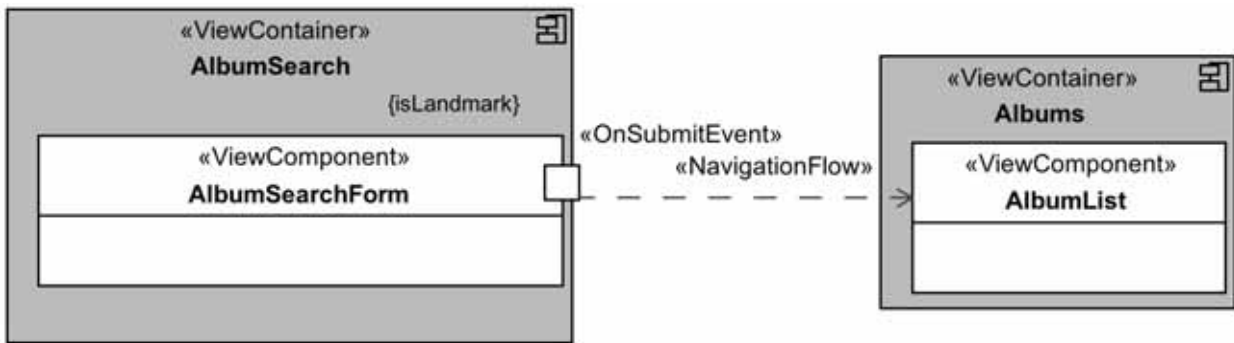 «ViewContainer»
AlbumSearch
{isLandmark}
«ViewComponent»
AlbumSearchForm
«OnSubmitEvent»
«NavigationFlow»
«ViewContainer»
Albums
«ViewComponent»
AlbumList